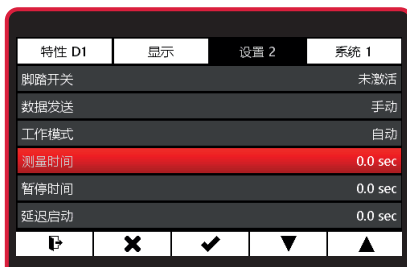 特性 D1 显示 设置 2 系统 1
脚踏开关 未激活
数据发送 手动
工作模式 自动
测量时间 0.0 sec
暂停时间 0.0 sec
延迟启动 0.0 sec